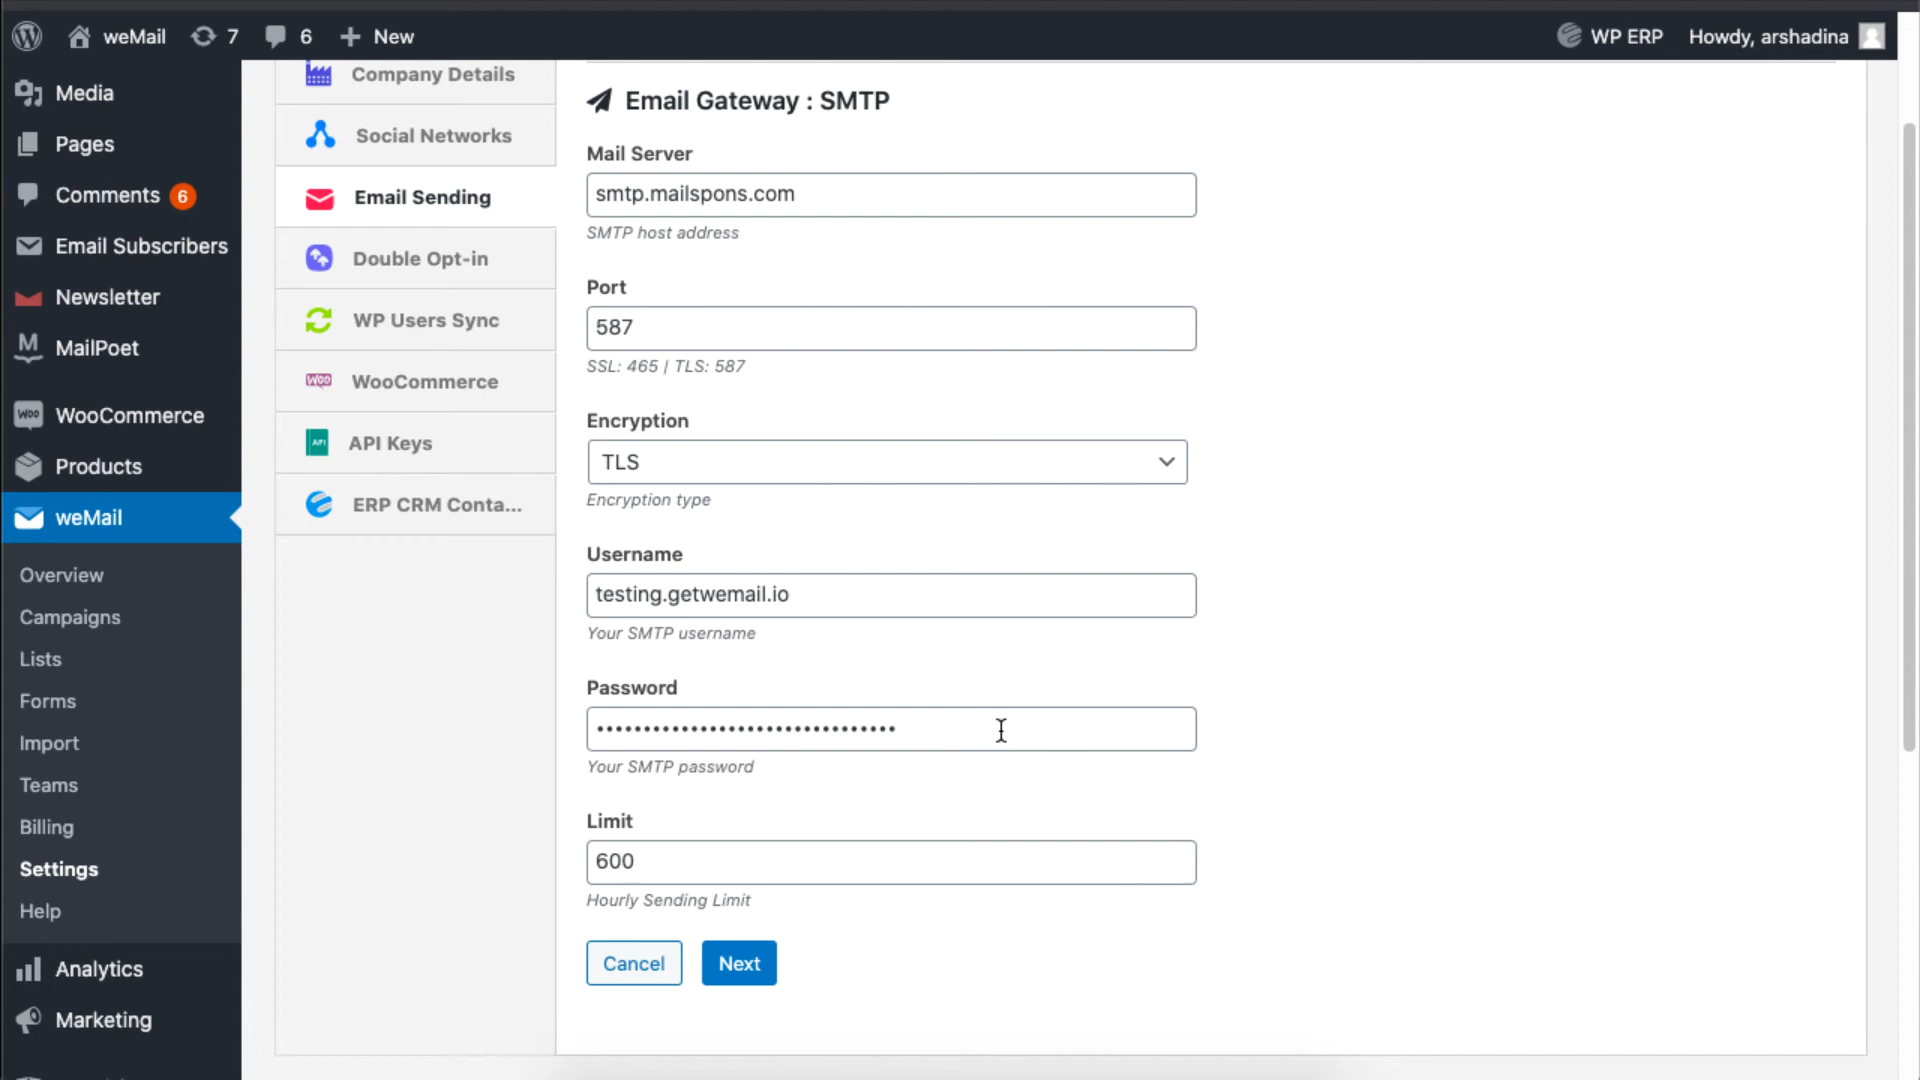 weMail
7
6
New
WP ERP
Howdy, arshadina
Media
Pages
Comments 6
Email Subscribers
Newsletter
MailPoet
WooCommerce
Products
weMail
Overview
Campaigns
Lists
Forms
Import
Teams
Billing
Settings
Help
Analytics
Marketing
Company Details
Social Networks
Email Sending
Double Opt-in
WP Users Sync
WooCommerce
API Keys
ERP CRM Conta...
Email Gateway : SMTP
Mail Server
smtp.mailspons.com
SMTP host address
Port
587
SSL: 465 | TLS: 587
Encryption
TLS
Encryption type
Username
testing.getwemail.io
Your SMTP username
Password
Your SMTP password
Limit
600
Hourly Sending Limit
Cancel
Next